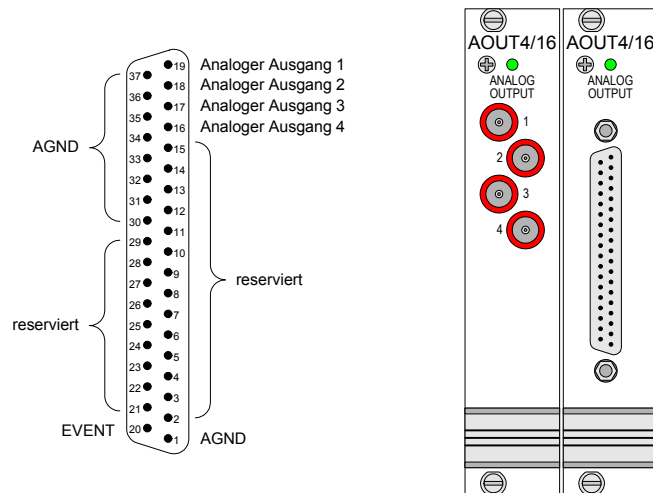 19 Analoger Ausgang 1
37
18 Analoger Ausgang 2
36
17 Analoger Ausgang 3
35
16 Analoger Ausgang 4
34
15
AGND
33
14
32
13
31
12
30
11
29
10
28
9
27
8
reserviert
26
7
reserviert
25
6
24
5
23
4
22
3
21
2
EVENT
20
1 AGND
AOUT4/16
ANALOG
OUTPUT
1
2
3
4
AOUT4/16
ANALOG
OUTPUT